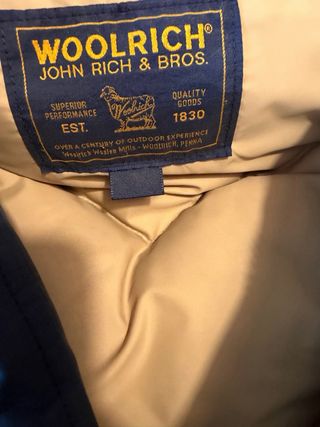 WOOLRICH®
JOHN RICH & BROS.
SUPERIOR
PERFORMANCE
EST.
Woolrich
QUALITY
GOODS
1830
OVER A CENTURY OF OUTDOOR EXPERIENCE
Woolrich Woolen Mills - WOOLRICH, PENNA